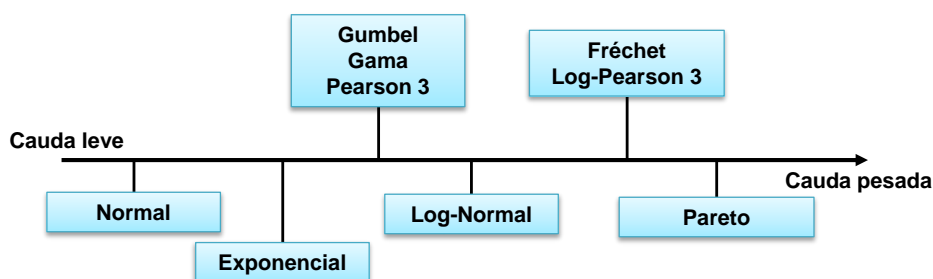 Gumbel
Gama
Pearson 3
Fréchet
Log-Pearson 3
Cauda leve
Cauda pesada
Normal
Log-Normal
Pareto
Exponencial